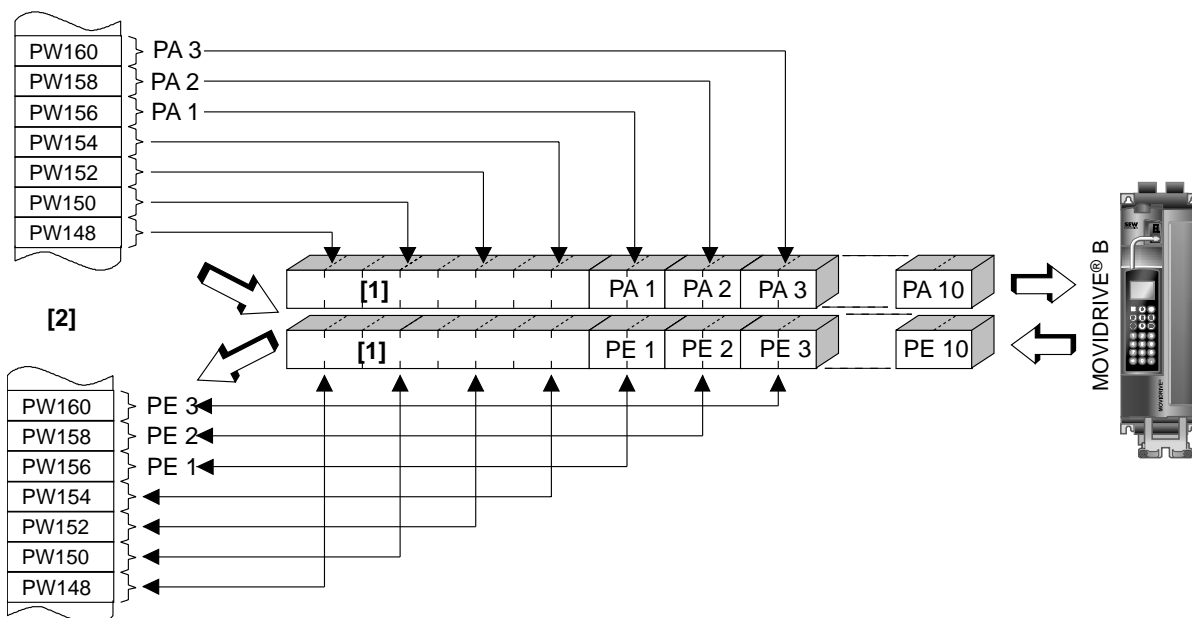 PW160 PA 3
PW158 PA 2
PW156 PA 1
PW154
PW152
PW150
PW148
[1] PA 1 PA 2 PA 3 PA 10
[2]
[1] PE 1 PE 2 PE 3 PE 10
MOVIDRIVE® B
SEW
MOVIDRIVE®
PW160 PE 3
PW158 PE 2
PW156 PE 1
PW154
PW152
PW150
PW148